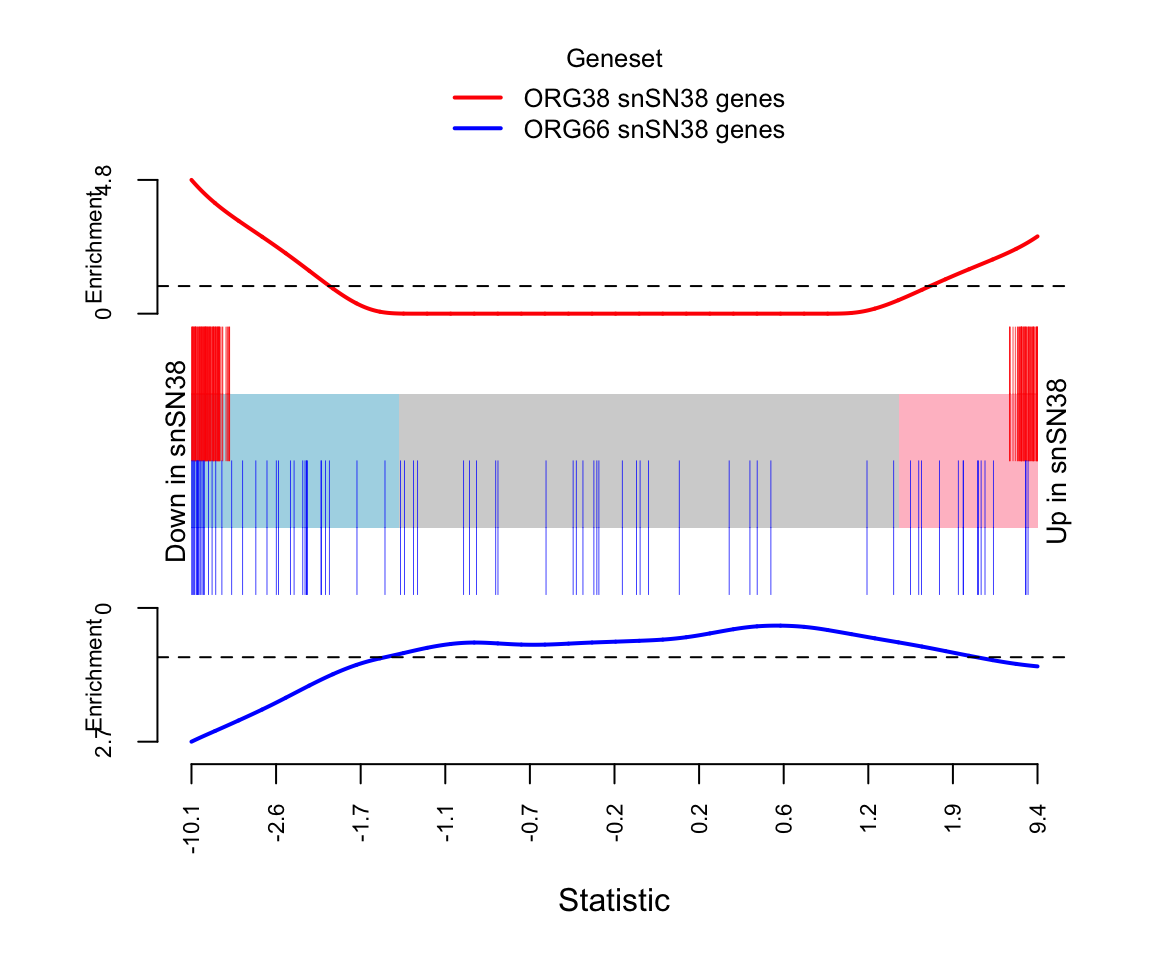 Geneset
ORG38 snSN38 genes
ORG66 snSN38 genes
Enrichment
4.8
0
Down in snSN38
Up in snSN38
Enrichment
0
2.7
-10.1
-2.6
-1.7
-1.1
-0.7
-0.2
0.2
0.6
1.2
1.9
9.4
Statistic